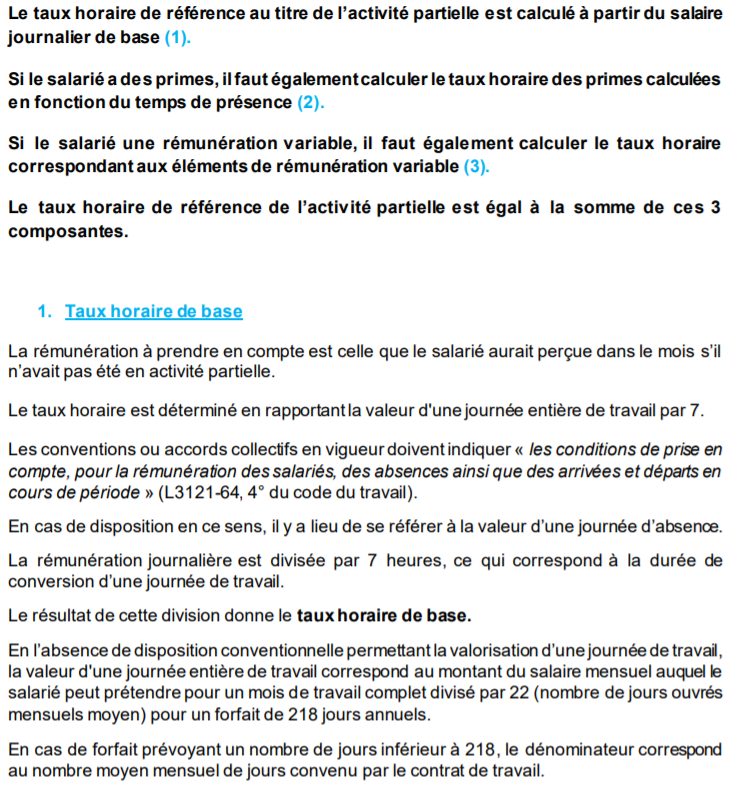 Le taux horaire de référence au titre de l'activité partielle est calculé à partir du salaire
journalier de base (1).
Si le salarié a des primes, il faut également calculer le taux horaire des primes calculées
en fonction du temps de présence (2).
Si le salarié une rémunération variable, il faut également calculer le taux horaire
correspondant aux éléments de rémunération variable (3).
Le taux horaire de référence de l'activité partielle est égal à la somme de ces 3
composantes.
1. Taux horaire de base
La rémunération à prendre en compte est celle que le salarié aurait perçue dans le mois s'il
n'avait pas été en activité partielle.
Le taux horaire est déterminé en rapportant la valeur d'une journée entière de travail par 7.
Les conventions ou accords collectifs en vigueur doivent indiquer « les conditions de prise en
compte, pour la rémunération des salariés, des absences ainsi que des arrivées et départs en
cours de période » (L3121-64, 4° du code du travail).
En cas de disposition en ce sens, il y a lieu de se référer à la valeur d'une journée d'absence.
La rémunération journalière est divisée par 7 heures, ce qui correspond à la durée de
conversion d'une journée de travail.
Le résultat de cette division donne le taux horaire de base.
En l'absence de disposition conventionnelle permettant la valorisation d'une journée de travail,
la valeur d'une journée entière de travail correspond au montant du salaire mensuel auquel le
salarié peut prétendre pour un mois de travail complet divisé par 22 (nombre de jours ouvrés
mensuels moyen) pour un forfait de 218 jours annuels.
En cas de forfait prévoyant un nombre de jours inférieur à 218, le dénominateur correspond
au nombre moyen mensuel de jours convenu par le contrat de travail.